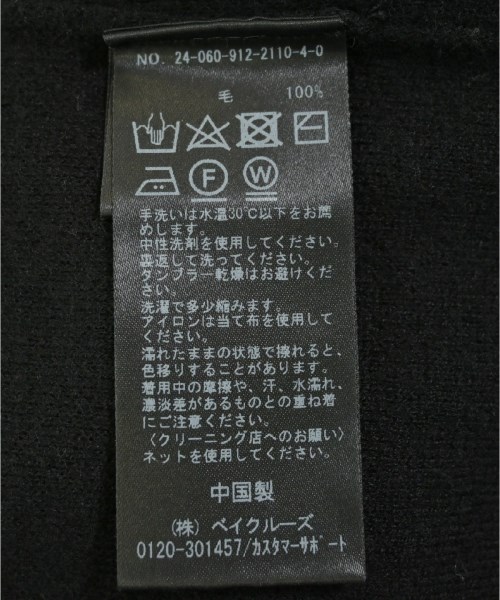 NO. 24-060-912-2110-4-0
毛 100%
F W
手洗いは水温30℃以下をお薦
めします。
中性洗剤を使用してください。
裏返して洗ってください。
タンブラー乾燥はお避けくだ
さい。
洗濯で多少縮みます。
アイロンは当て布を使用して
ください。
濡れたままの状態で擦れると、
色移りすることがあります。
着用中の摩擦や、汗、水濡れ、
濃淡差があるものとの重ね着
にご注意ください。
〈クリーニング店へのお願い〉
ネットを使用してください。
中国製
(株) ベイクルーズ
0120-301457/カスタマーサポート